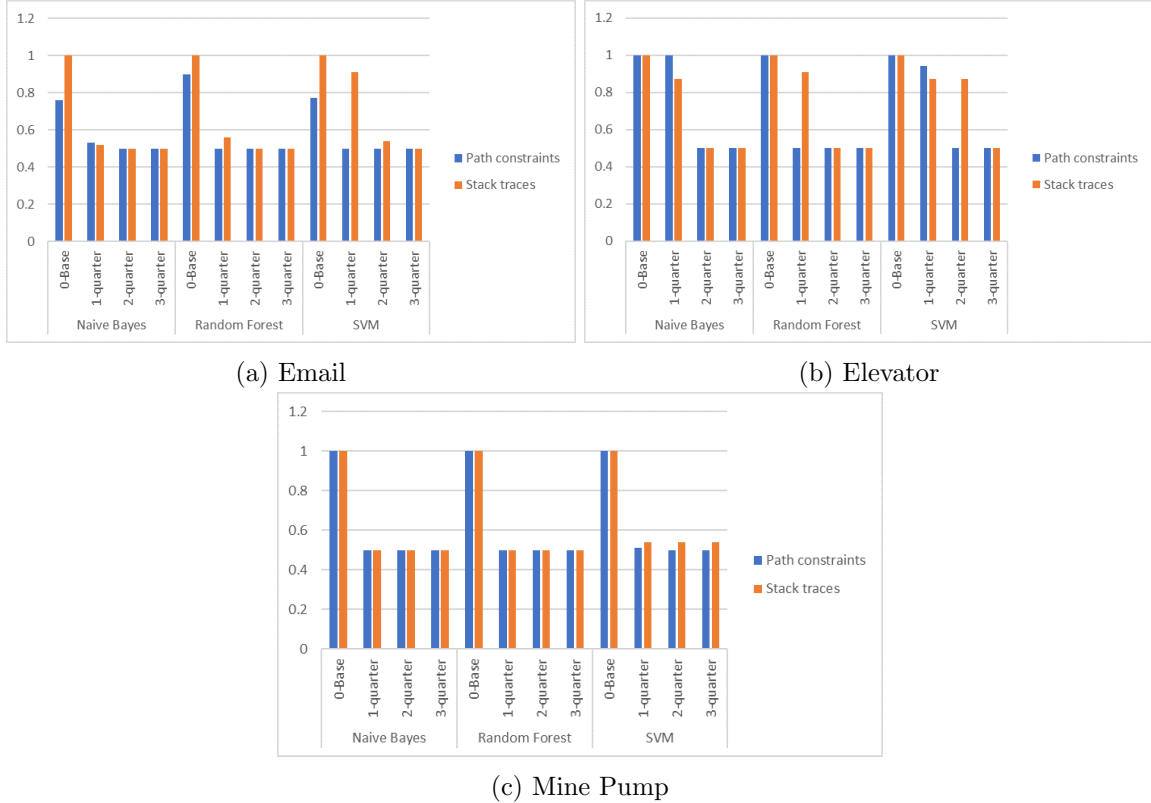 1.2
1
0.8
0.6
0.4
0.2
0
0-Base
1-quarter
2-quarter
3-quarter
0-Base
1-quarter
2-quarter
3-quarter
0-Base
1-quarter
2-quarter
3-quarter
Naive Bayes
Random Forest
SVM
Path constraints
Stack traces
(a) Email
1.2
1
0.8
0.6
0.4
0.2
0
0-Base
1-quarter
2-quarter
3-quarter
0-Base
1-quarter
2-quarter
3-quarter
0-Base
1-quarter
2-quarter
3-quarter
Naive Bayes
Random Forest
SVM
Path constraints
Stack traces
(b) Elevator
1.2
1
0.8
0.6
0.4
0.2
0
0-Base
1-quarter
2-quarter
3-quarter
0-Base
1-quarter
2-quarter
3-quarter
0-Base
1-quarter
2-quarter
3-quarter
Naive Bayes
Random Forest
SVM
Path constraints
Stack traces
(c) Mine Pump